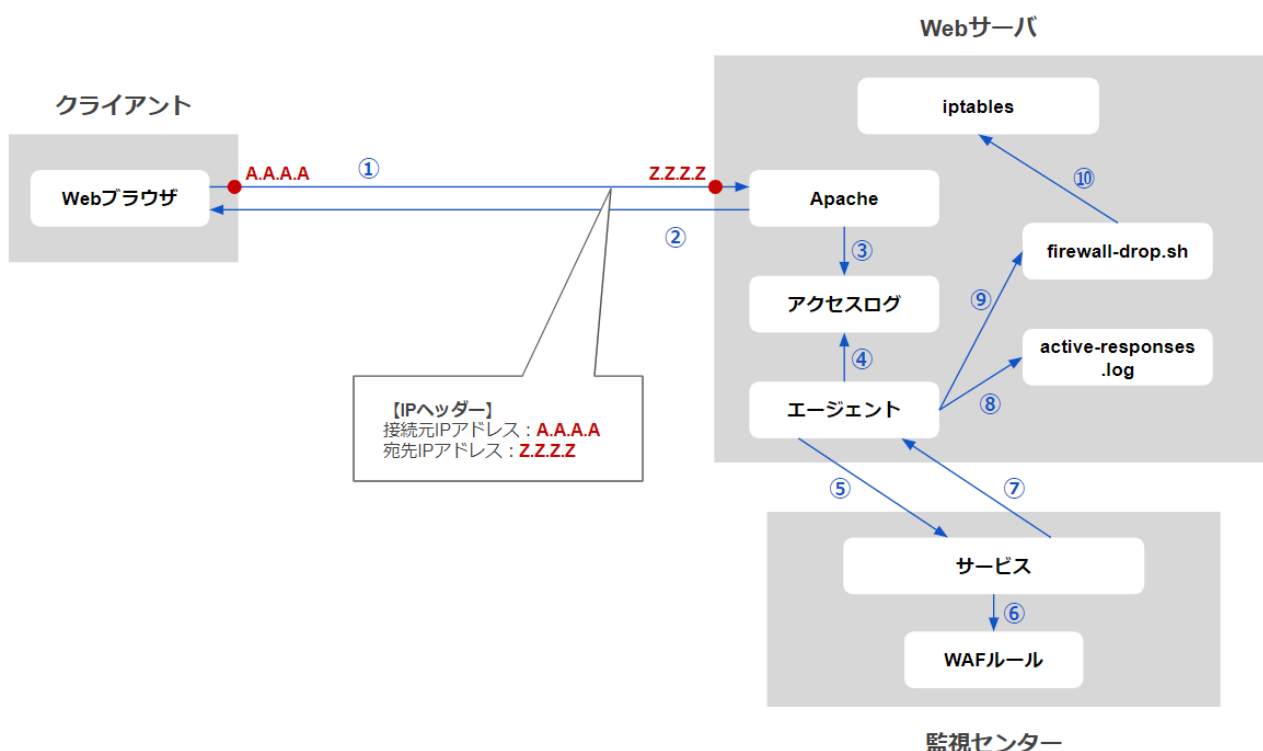 Webサーバ
クライアント
iptables
A.A.A.A
①
Z.Z.Z.Z
⑩
Webブラウザ
Apache
②
③
firewall-drop.sh
アクセスログ
⑨
④
active-responses
.log
エージェント
⑧
【IPヘッダー】
接続元IPアドレス：A.A.A.A
宛先IPアドレス：Z.Z.Z.Z
⑤
⑦
サービス
⑥
WAFルール
監視センター